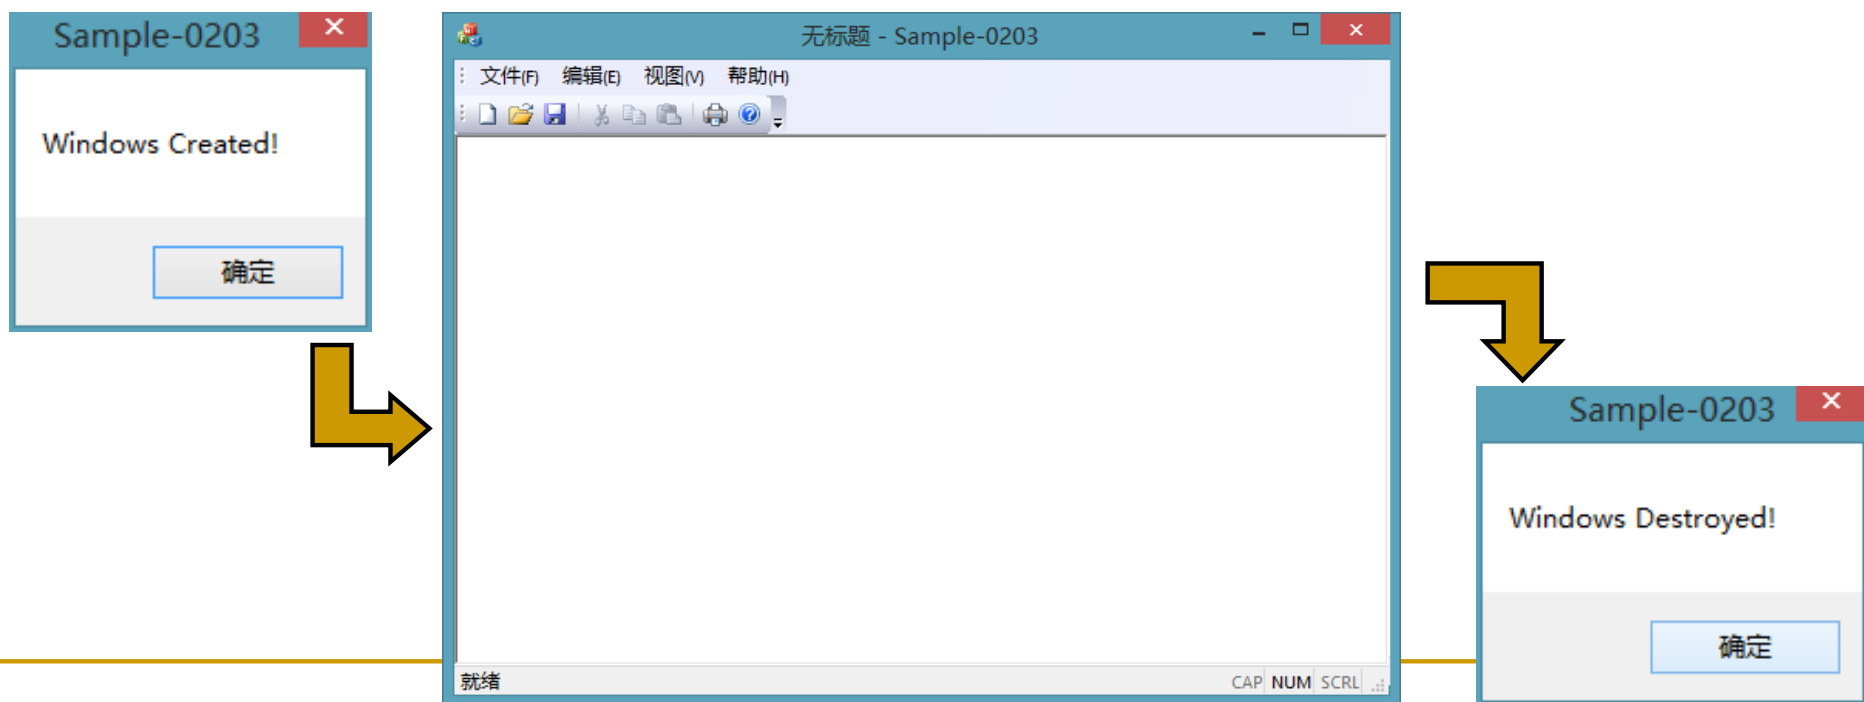 Sample-0203
Windows Created!
确定
无标题 - Sample-0203
文件(F) 编辑(E) 视图(V) 帮助(H)
就绪
CAP NUM SCRL
Sample-0203
Windows Destroyed!
确定